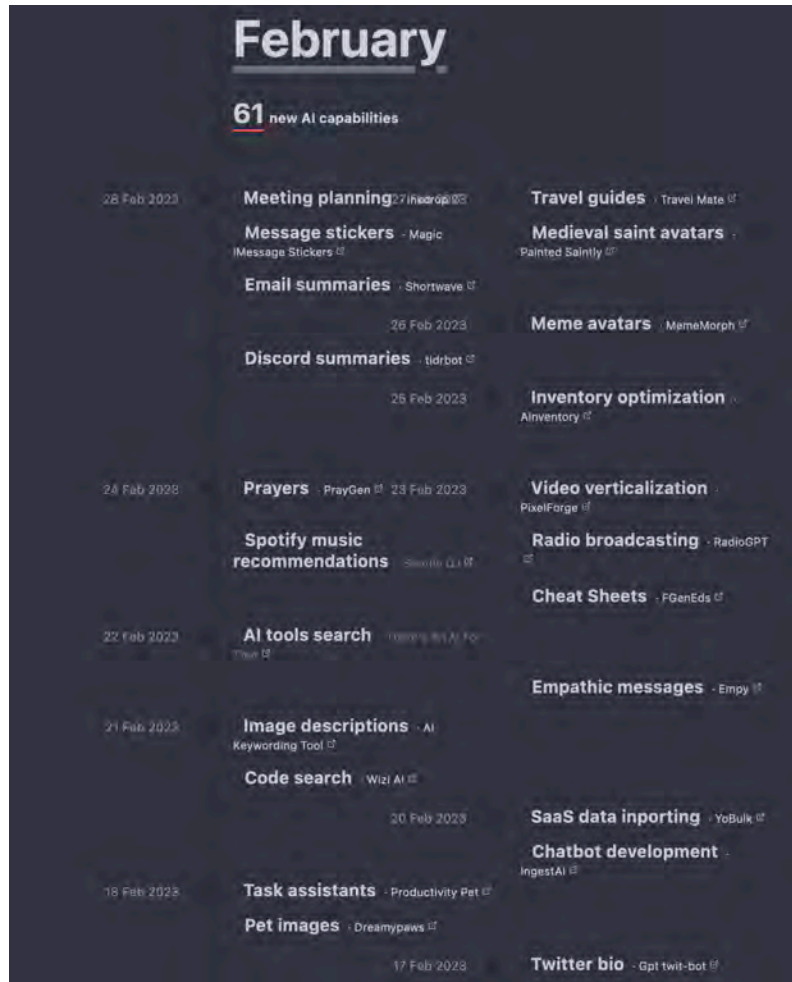 February
61 new AI capabilities
28 Feb 2023 Meeting planning Travel guides · Travel Mate
Message stickers · Magic Medieval saint avatars ·
iMessage Stickers Painted Saintly
Email summaries · Shortwave
26 Feb 2023 Meme avatars · MemeMorph
Discord summaries · tldrbot
25 Feb 2023 Inventory optimization ·
AInventory
24 Feb 2023 Prayers · PrayGen 23 Feb 2023 Video verticalization ·
PixelForge
Spotify music Radio broadcasting · RadioGPT
recommendations
Cheat Sheets · FGenEds
22 Feb 2023 AI tools search · There's An AI For
That
Empathic messages · Empy
21 Feb 2023 Image descriptions · AI
Keywording Tool
Code search · Wizi AI
20 Feb 2023 SaaS data inporting · YoBulk
Chatbot development ·
IngestAI
18 Feb 2023 Task assistants · Productivity Pet
Pet images · Dreamypaws
17 Feb 2023 Twitter bio · Gpt twit-bot